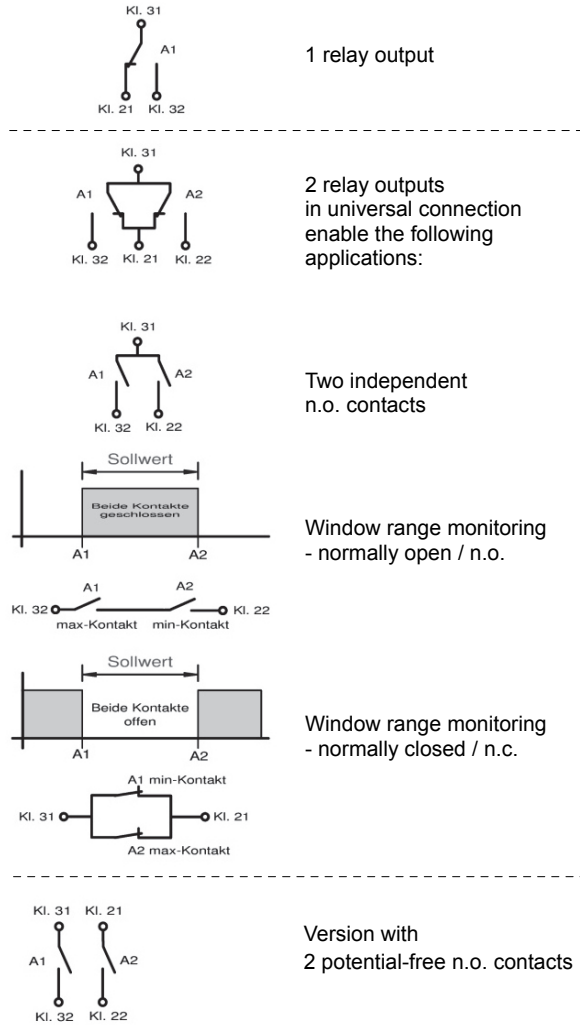 Kl. 31
A1
Kl. 21 Kl. 32
1 relay output
Kl. 31
A1 A2
Kl. 32 Kl. 21 Kl. 22
2 relay outputs
in universal connection
enable the following
applications:
Kl. 31
A1 A2
Kl. 32 Kl. 22
Two independent
n.o. contacts
Sollwert
Beide Kontakte
geschlossen
A1 A2
Window range monitoring
- normally open / n.o.
A1 A2
Kl. 32 Kl. 22
max-Kontakt min-Kontakt
Sollwert
Beide Kontakte
offen
A1 A2
Window range monitoring
- normally closed / n.c.
A1 min-Kontakt
Kl. 31 Kl. 21
A2 max-Kontakt
Kl. 31 Kl. 21
A1 A2
Kl. 32 Kl. 22
Version with
2 potential-free n.o. contacts